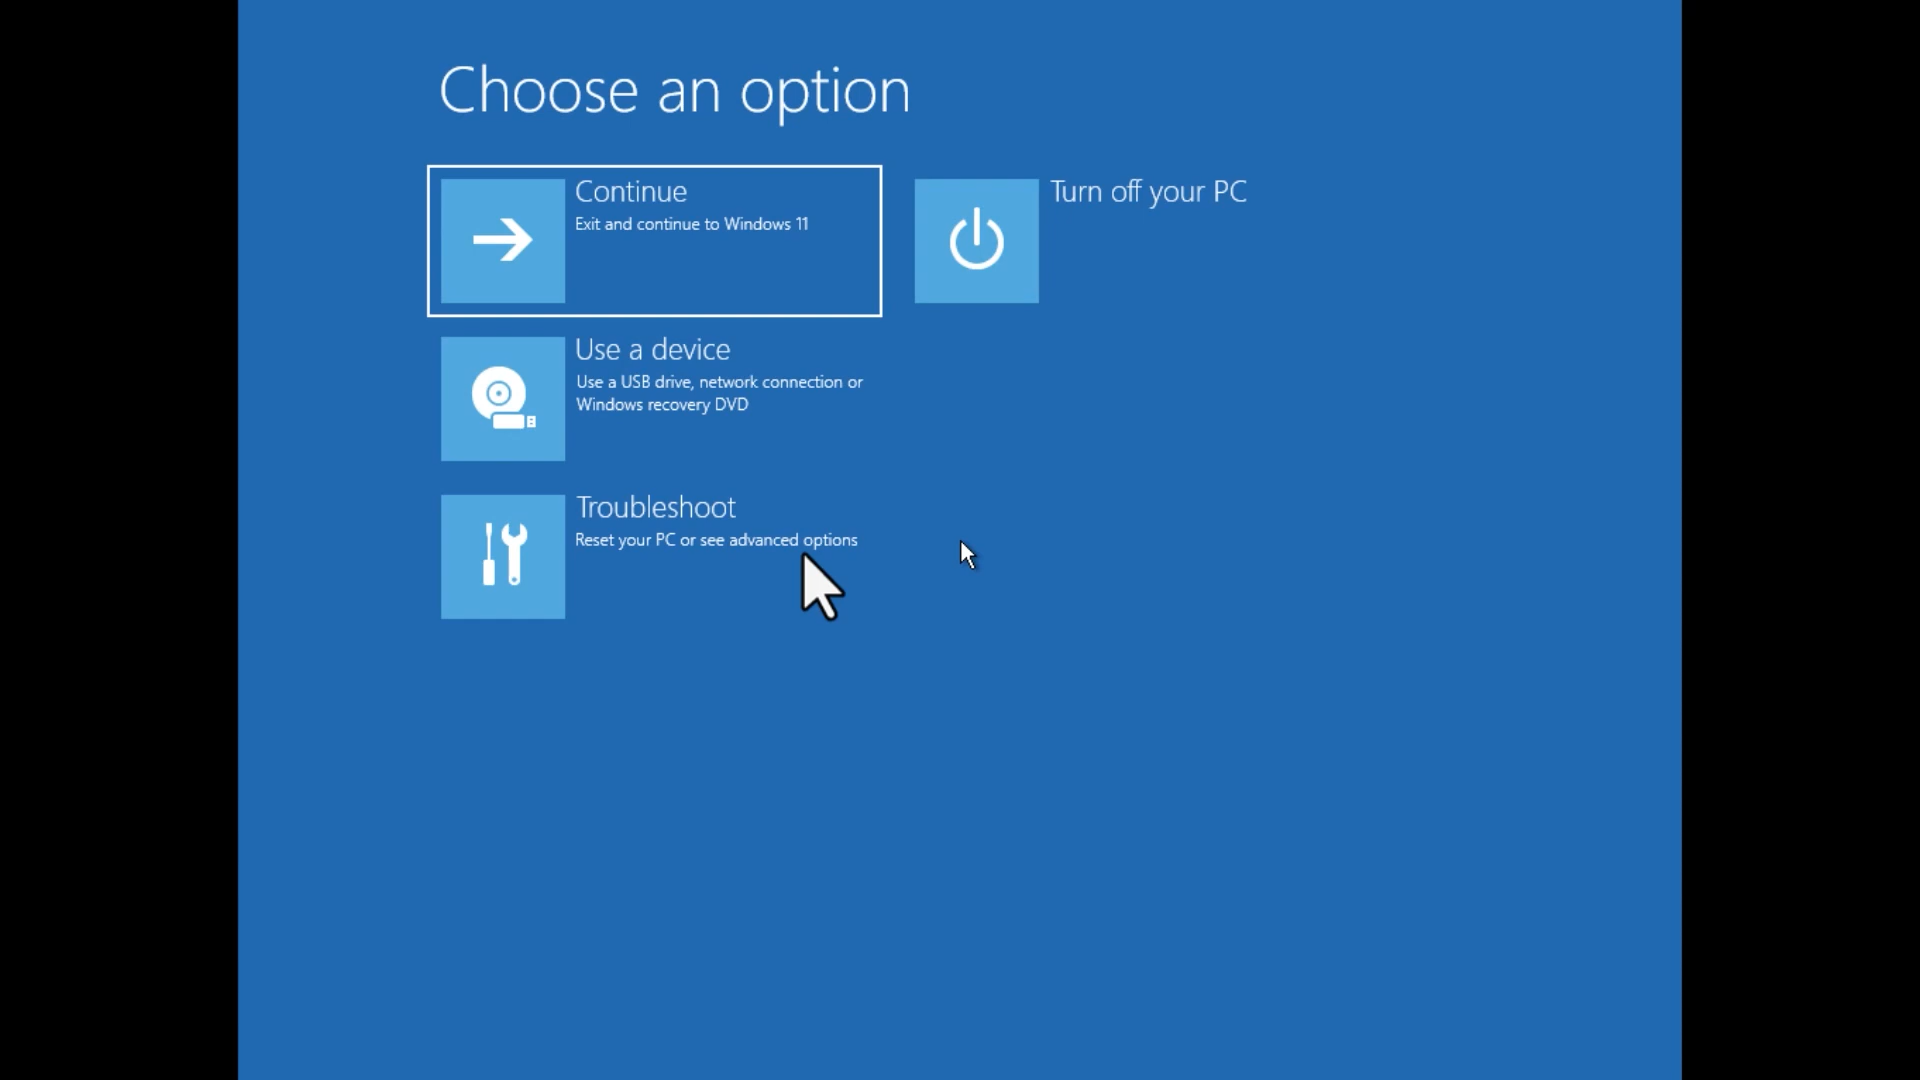 Choose an option
Continue
Exit and continue to Windows 11
Turn off your PC
Use a device
Use a USB drive, network connection or
Windows recovery DVD
Troubleshoot
Reset your PC or see advanced options